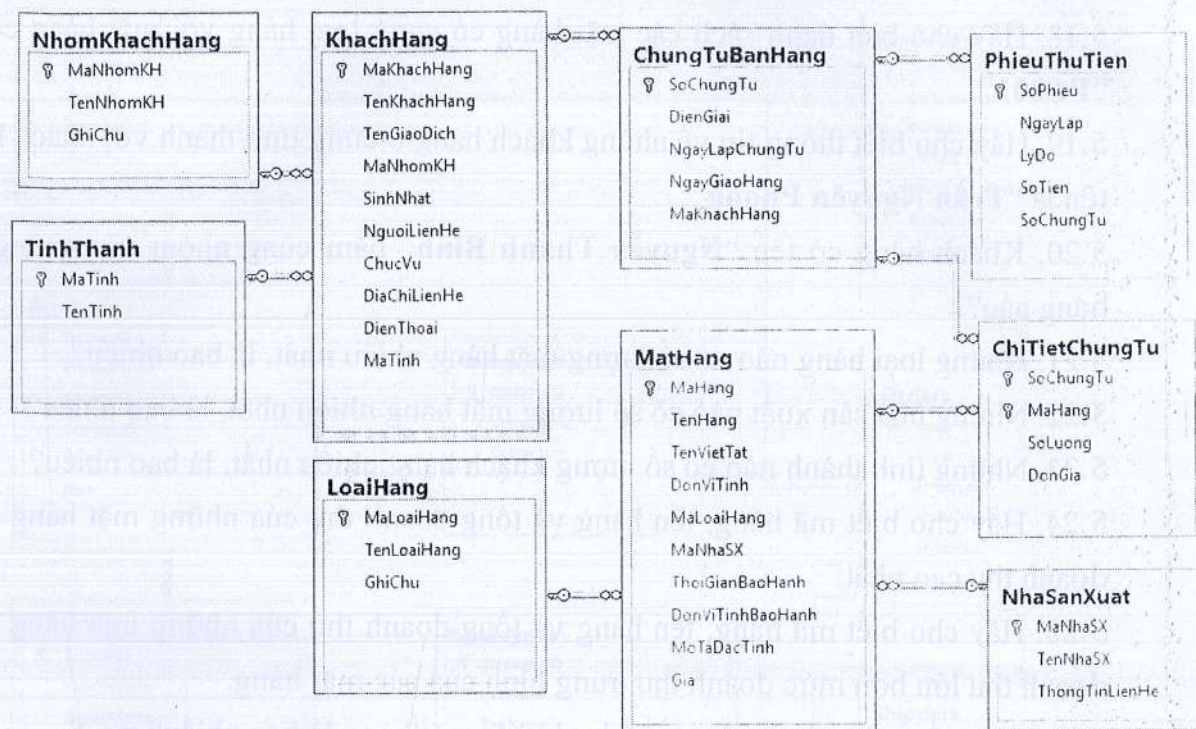 NhomKhachHang
MaNhomKH
TenNhomKH
GhiChu
TinhThanh
MaTinh
TenTinh
KhachHang
MaKhachHang
TenKhachHang
TenGiaoDich
MaNhomKH
SinhNhat
NguoiLienHe
ChucVu
DiaChiLienHe
DienThoai
MaTinh
LoaiHang
MaLoaiHang
TenLoaiHang
GhiChu
ChungTuBanHang
SoChungTu
DienGiai
NgayLapChungTu
NgayGiaoHang
MaKhachHang
MatHang
MaHang
TenHang
TenVietTat
DonViTinh
MaLoaiHang
MaNhaSX
ThoiGianBaoHanh
DonViTinhBaoHanh
MoTaDacTinh
Gia
PhieuThuTien
SoPhieu
NgayLap
LyDo
SoTien
SoChungTu
ChiTietChungTu
SoChungTu
MaHang
SoLuong
DonGia
NhaSanXuat
MaNhaSX
TenNhaSX
ThongTinLienHe